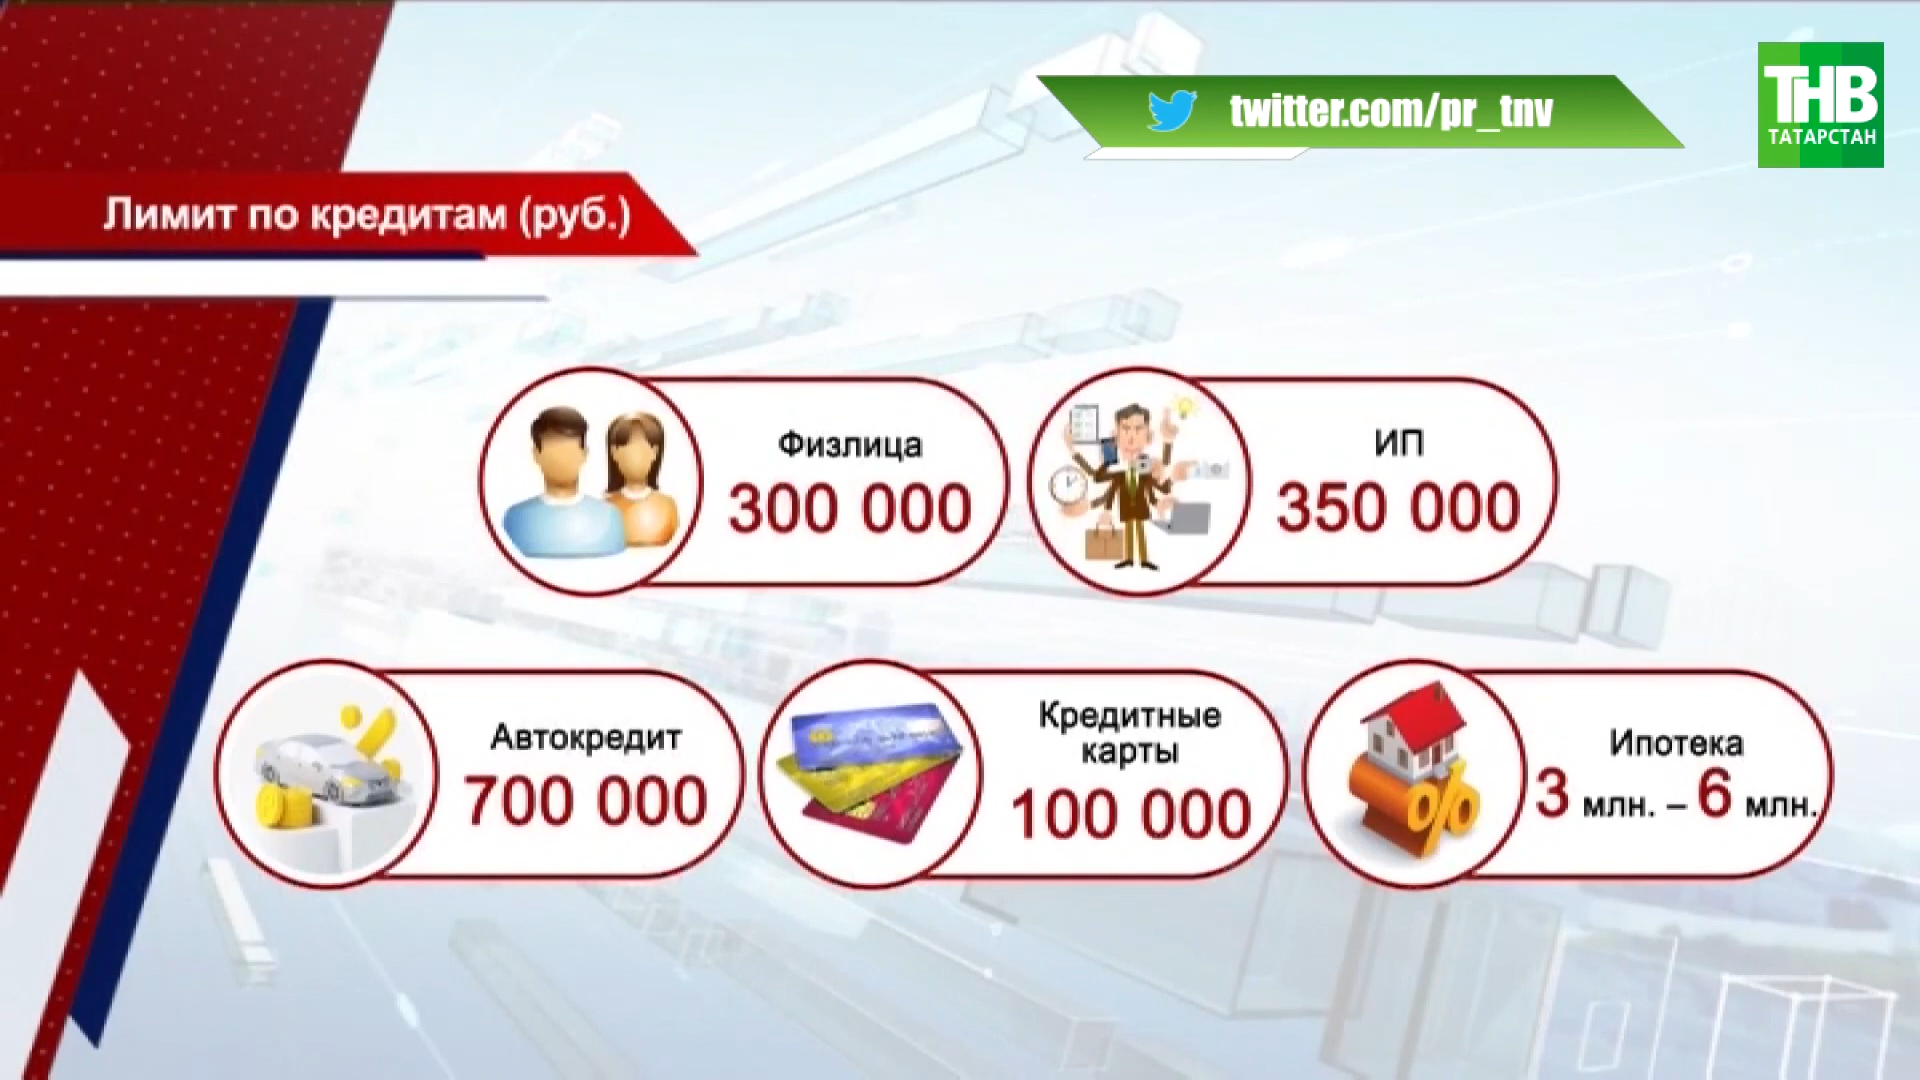 twitter.com/pr_tnv
ТНВ
ТАТАРСТАН
Лимит по кредитам (руб.)
Физлица
300 000
ИП
350 000
Автокредит
700 000
Кредитные
карты
100 000
Ипотека
3 млн. – 6 млн.